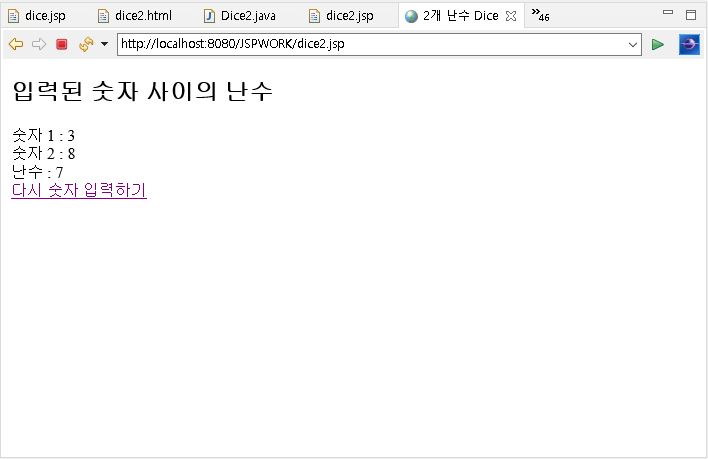 dice.jsp dice2.html Dice2.java dice2.jsp 2개 난수 Dice »46
http://localhost:8080/JSPWORK/dice2.jsp
입력된 숫자 사이의 난수
숫자 1 : 3
숫자 2 : 8
난수 : 7
다시 숫자 입력하기